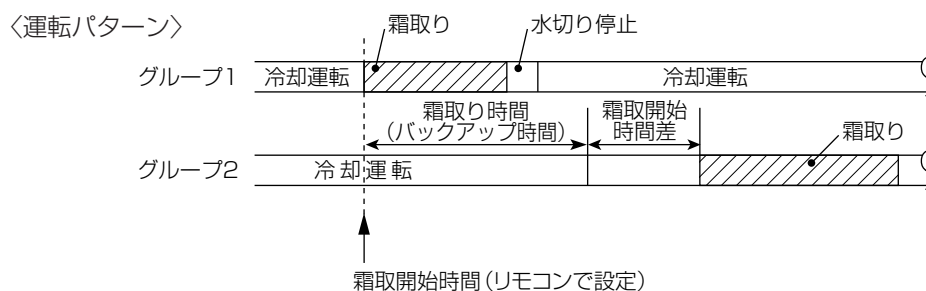 〈運転パターン〉
霜取り
水切り停止
グループ1
冷却運転
冷却運転
霜取り時間
(バックアップ時間)
霜取開始
時間差
霜取り
グループ2
冷却運転
霜取開始時間(リモコンで設定)